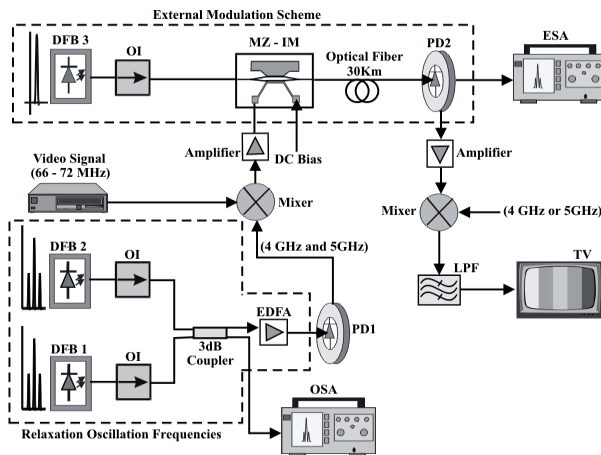 External Modulation Scheme
DFB 3
OI
MZ - IM
Optical Fiber
30Km
PD2
ESA
Amplifier
DC Bias
Amplifier
Video Signal
(66 - 72 MHz)
Mixer
Mixer
(4 GHz or 5GHz)
(4 GHz and 5GHz)
DFB 2
OI
LPF
TV
EDFA
PD1
3dB
Coupler
DFB 1
OI
OSA
Relaxation Oscillation Frequencies